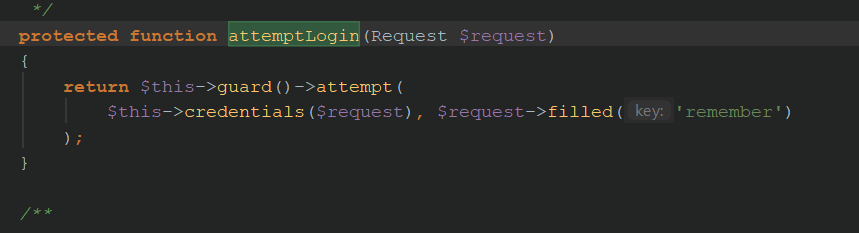 */
protected function attemptLogin(Request $request)
{
return $this->guard()->attempt(
$this->credentials($request), $request->filled( key: 'remember')
);
}
/**